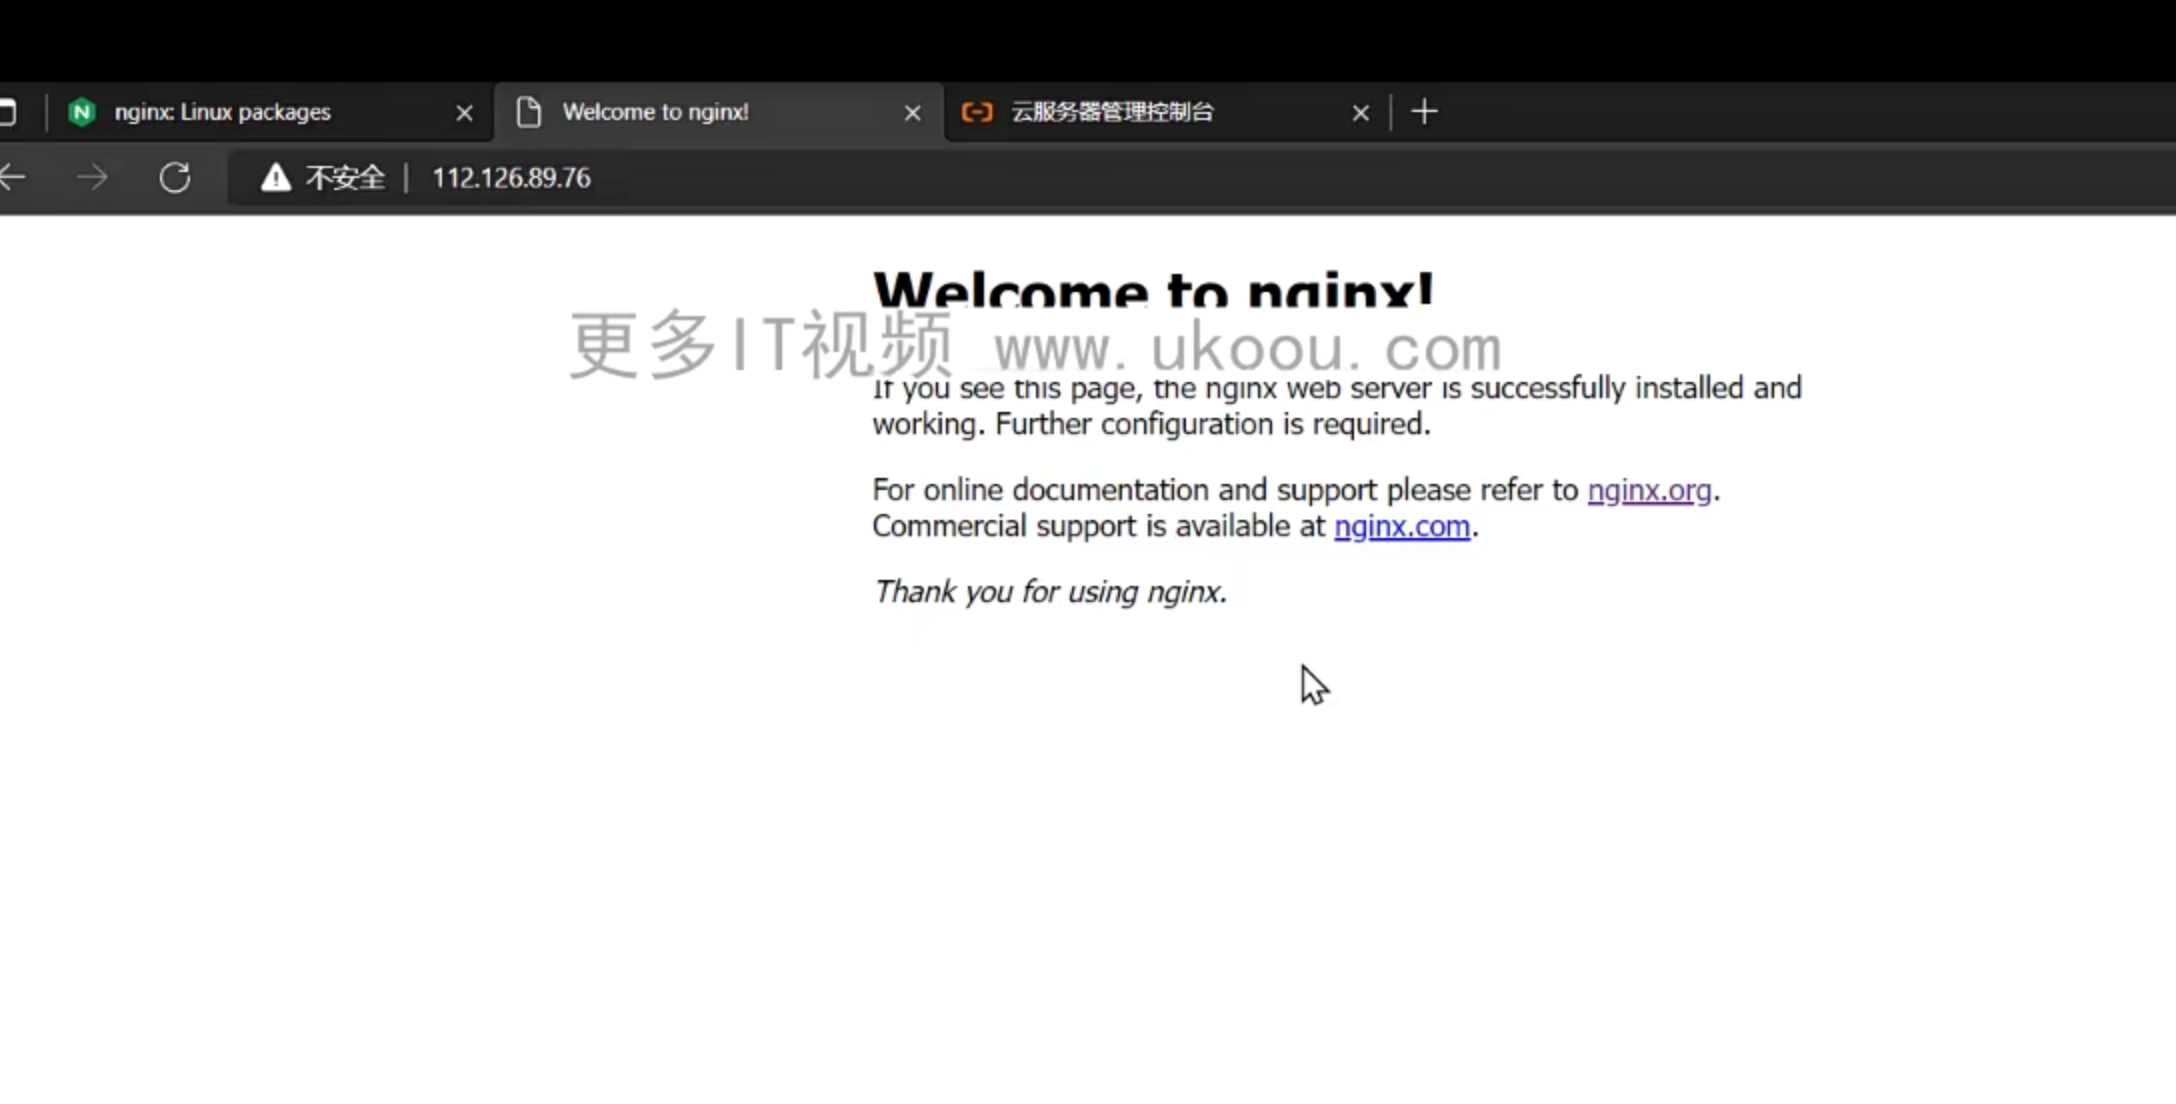 nginx: Linux packages
Welcome to nginx!
云服务器管理控制台
不安全
112.126.89.76
Welcome to nginx!
更多IT视频 www.ukoou.com
If you see this page, the nginx web server is successfully installed and
working. Further configuration is required.
For online documentation and support please refer to nginx.org.
Commercial support is available at nginx.com.
Thank you for using nginx.